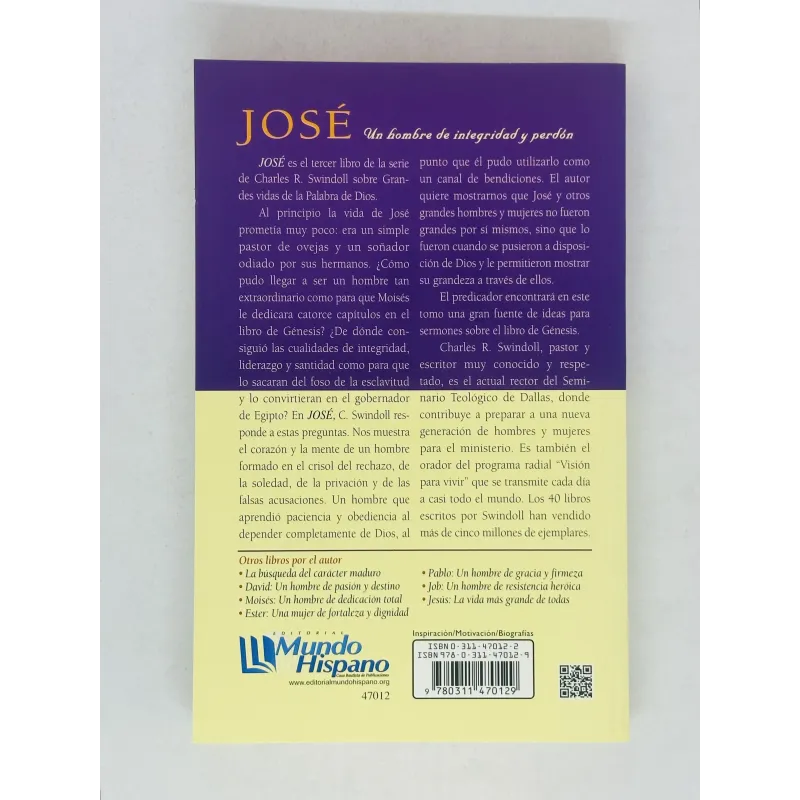 JOSÉ Un hombre de integridad y perdón
JOSÉ es el tercer libro de la serie
de Charles R. Swindoll sobre Gran-
des vidas de la Palabra de Dios.
Al principio la vida de José
prometía muy poco: era un simple
pastor de ovejas y un soñador
odiado por sus hermanos. ¿Cómo
pudo llegar a ser un hombre tan
extraordinario como para que Moisés
le dedicara catorce capítulos en el
libro de Génesis? ¿De dónde con-
siguió las cualidades de integridad,
liderazgo y santidad como para que
lo sacaran del foso de la esclavitud
y lo convirtieran en el gobernador
de Egipto? En JOSÉ, C. Swindoll res-
ponde a estas preguntas. Nos muestra
el corazón y la mente de un hombre
formado en el crisol del rechazo, de
la soledad, de la privación y de las
falsas acusaciones. Un hombre que
aprendió paciencia y obediencia al
depender completamente de Dios, al
punto que él pudo utilizarlo como
un canal de bendiciones. El autor
quiere mostrarnos que José y otros
grandes hombres y mujeres no fueron
grandes por sí mismos, sino que lo
fueron cuando se pusieron a disposi-
ción de Dios y le permitieron mostrar
su grandeza a través de ellos.
El predicador encontrará en este
tomo una gran fuente de ideas para
sermones sobre el libro de Génesis.
Charles R. Swindoll, pastor y
escritor muy conocido y respe-
tado, es el actual rector del Semi-
nario Teológico de Dallas, donde
contribuye a preparar a una nueva
generación de hombres y mujeres
para el ministerio. Es también el
orador del programa radial “Visión
para vivir” que se transmite cada día
a casi todo el mundo. Los 40 libros
escritos por Swindoll han vendido
más de cinco millones de ejemplares.
Otros libros por el autor
• La búsqueda del carácter maduro
• David: Un hombre de pasión y destino
• Moisés: Un hombre de dedicación total
• Ester: Una mujer de fortaleza y dignidad
• Pablo: Un hombre de gracia y firmeza
• Job: Un hombre de resistencia heróica
• Jesús: La vida más grande de todas
EDITORIAL
Mundo
Hispano
Casa Bautista de Publicaciones
www.editorialmundohispano.org
47012
Inspiración/Motivación/Biografías
ISBN 0-311-47012-2
ISBN 978-0-311-47012-9
9 780311 470129